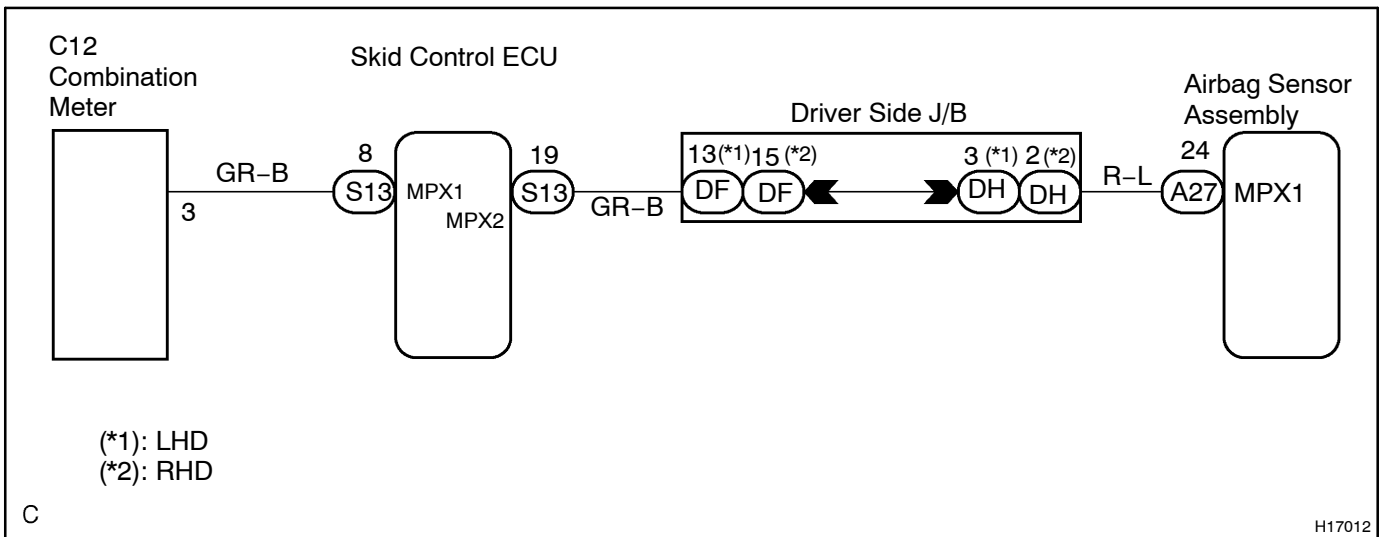 C12
Combination
Meter
Skid Control ECU
Driver Side J/B
Airbag Sensor
Assembly
GR–B
3
8
S13
MPX1
MPX2
19
S13
GR–B
13(*1) 15(*2)
DF DF
3 (*1) 2 (*2)
DH DH
R–L
24
A27
MPX1
(*1): LHD
(*2): RHD
C
H17012